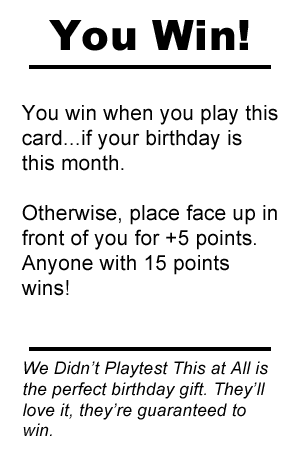 You Win!
You win when you play this
card...if your birthday is
this month.
Otherwise, place face up in
front of you for +5 points.
Anyone with 15 points
wins!
We Didn't Playtest This at All is
the perfect birthday gift. They'll
love it, they're guaranteed to
win.